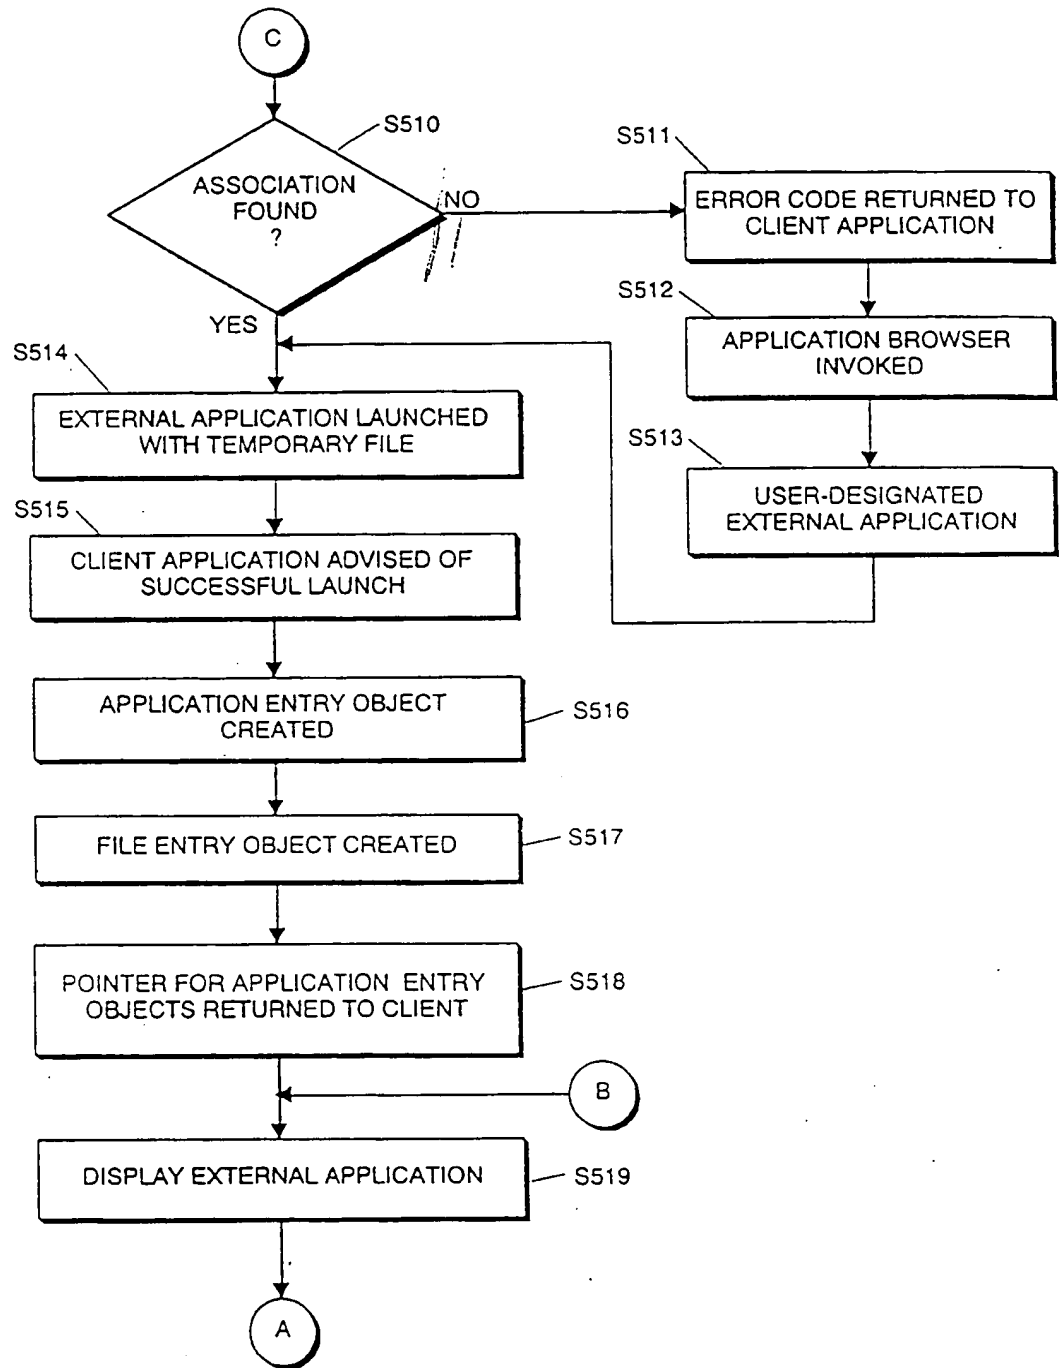 C
S510
ASSOCIATION
FOUND
?
NO
YES
S511
ERROR CODE RETURNED TO
CLIENT APPLICATION
S512
APPLICATION BROWSER
INVOKED
S513
USER-DESIGNATED
EXTERNAL APPLICATION
S514
EXTERNAL APPLICATION LAUNCHED
WITH TEMPORARY FILE
S515
CLIENT APPLICATION ADVISED OF
SUCCESSFUL LAUNCH
APPLICATION ENTRY OBJECT
CREATED
S516
FILE ENTRY OBJECT CREATED
S517
POINTER FOR APPLICATION ENTRY
OBJECTS RETURNED TO CLIENT
S518
B
DISPLAY EXTERNAL APPLICATION
S519
A